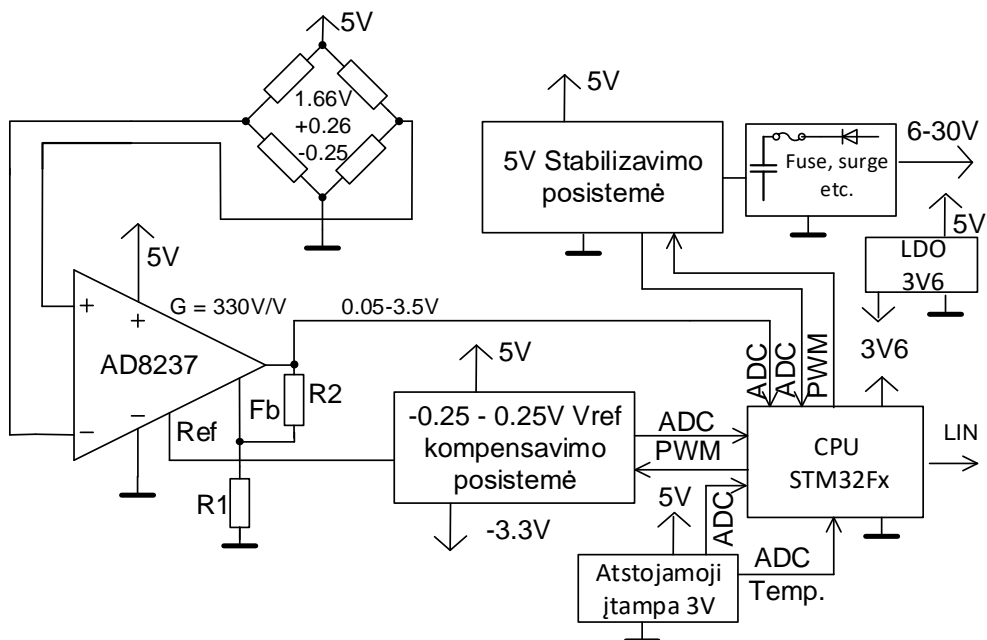 5V
1.66V
+0.26
-0.25
5V
5V Stabilizavimo
posistemė
Fuse, surge
etc.
6-30V
5V
LDO
3V6
3V6
5V
G = 330V/V
0.05-3.5V
+
+
AD8237
−
−
Ref
Fb
R2
R1
5V
-0.25 - 0.25V Vref
kompensavimo
posistemė
-3.3V
ADC
PWM
ADC
ADC
PWM
CPU
STM32Fx
LIN
5V
ADC
ADC
Temp.
Atstojamoji
įtampa 3V